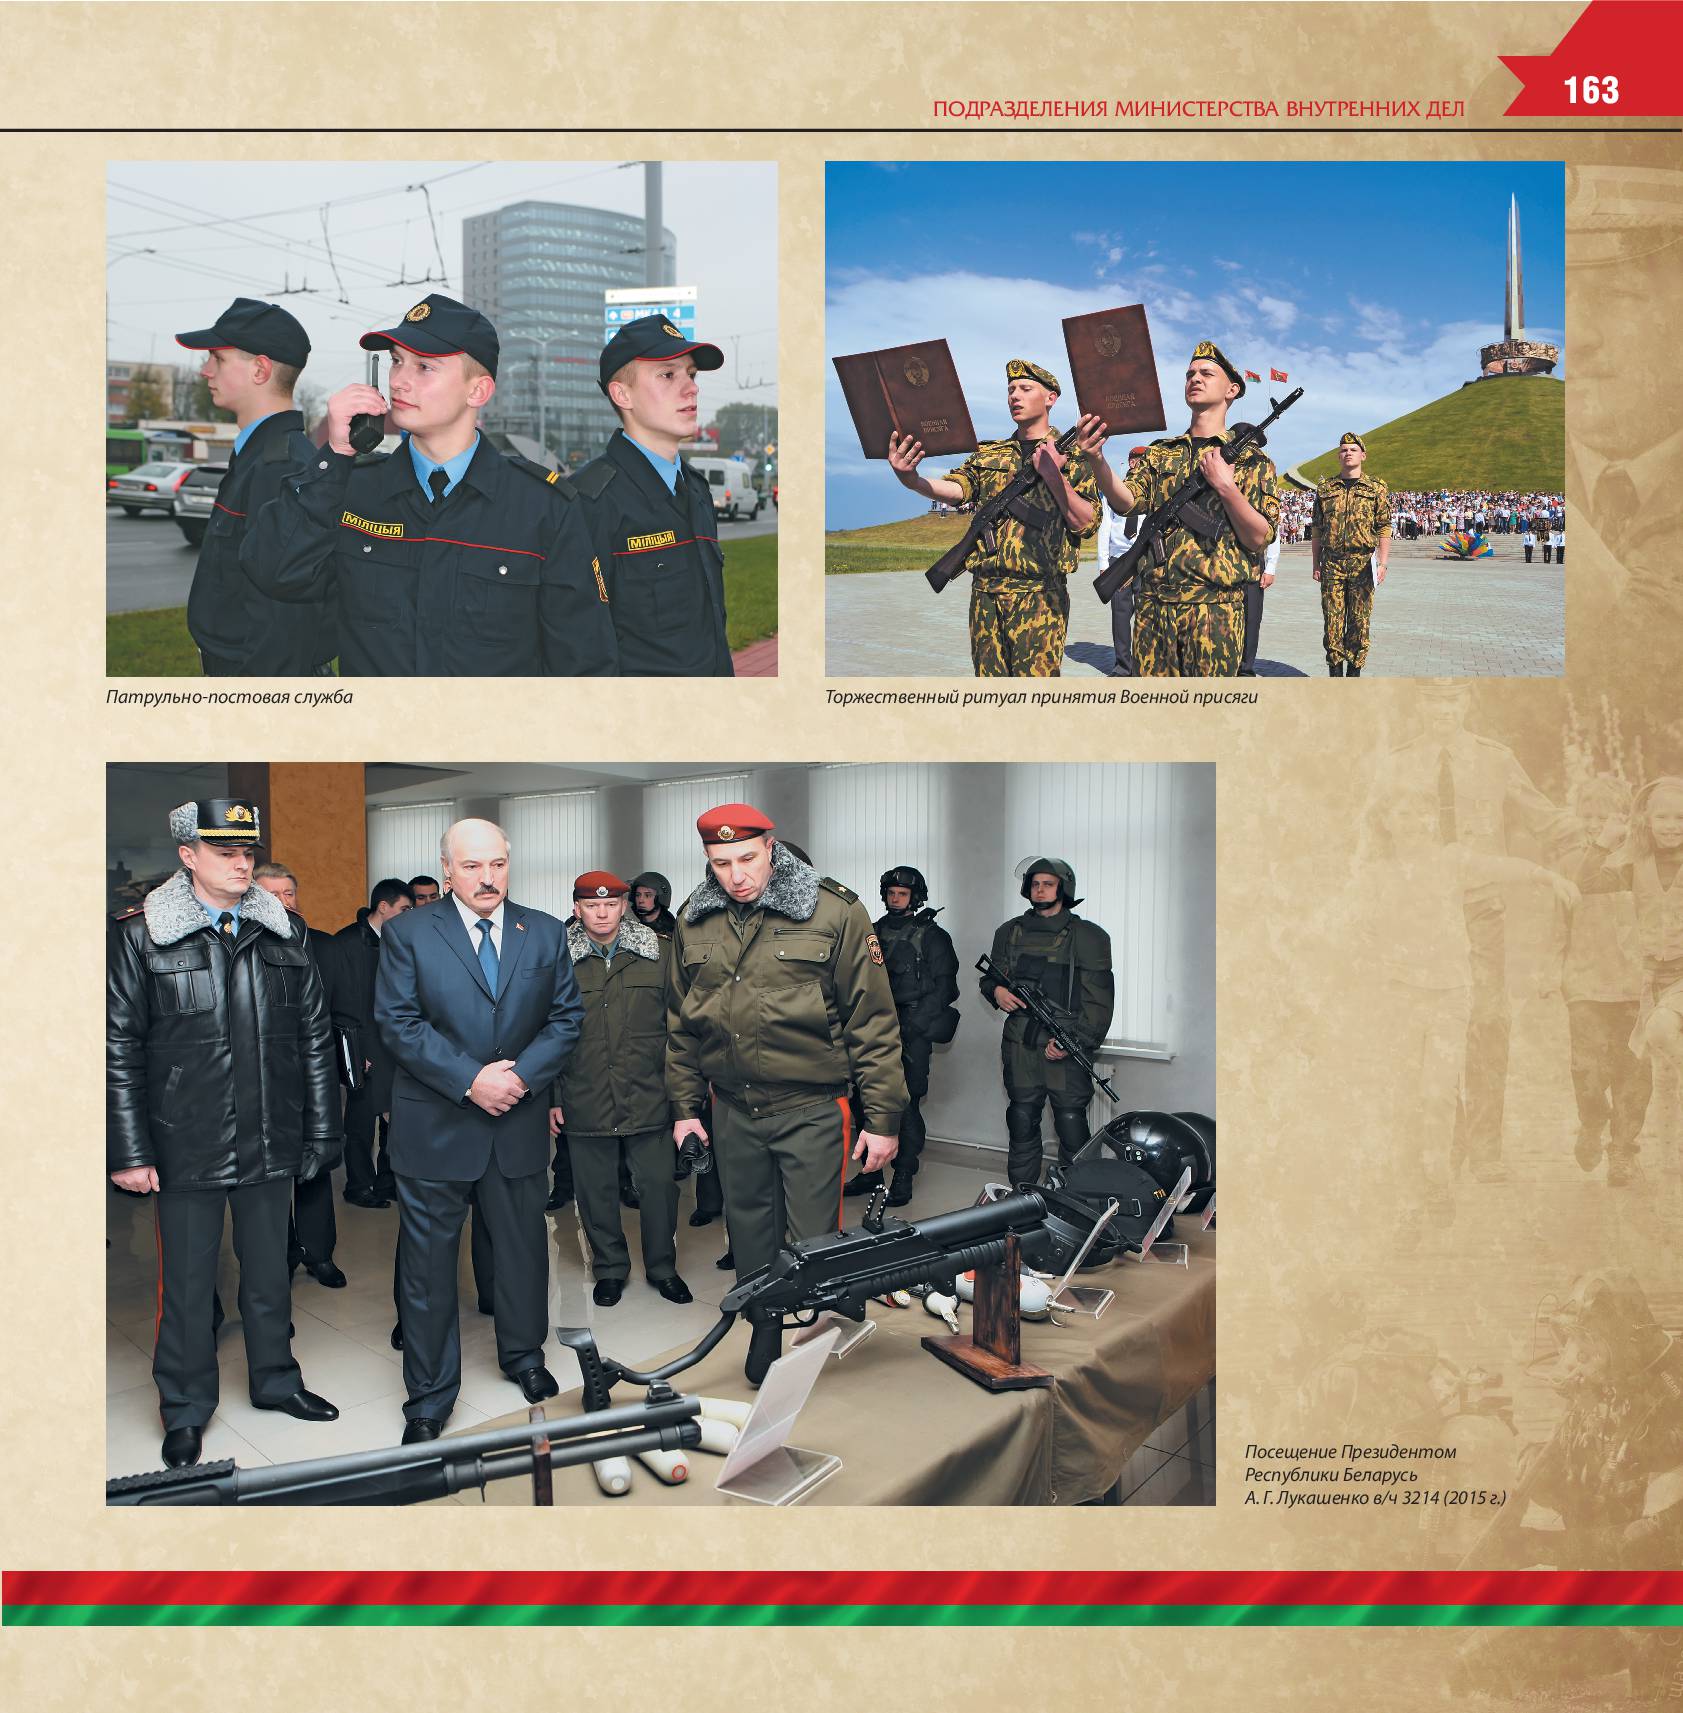 163
ПОДРАЗДЕЛЕНИЯ МИНИСТЕРСТВА ВНУТРЕННИХ ДЕЛ
МКАД 4
МІЛІЦЫЯ
МІЛІЦЫЯ
ВОЕННАЯ
ПРИСЯГА
ВОЕННАЯ
ПРИСЯГА
Патрульно-постовая служба
Торжественный ритуал принятия Военной присяги
Посещение Президентом
Республики Беларусь
А. Г. Лукашенко в/ч 3214 (2015 г.)